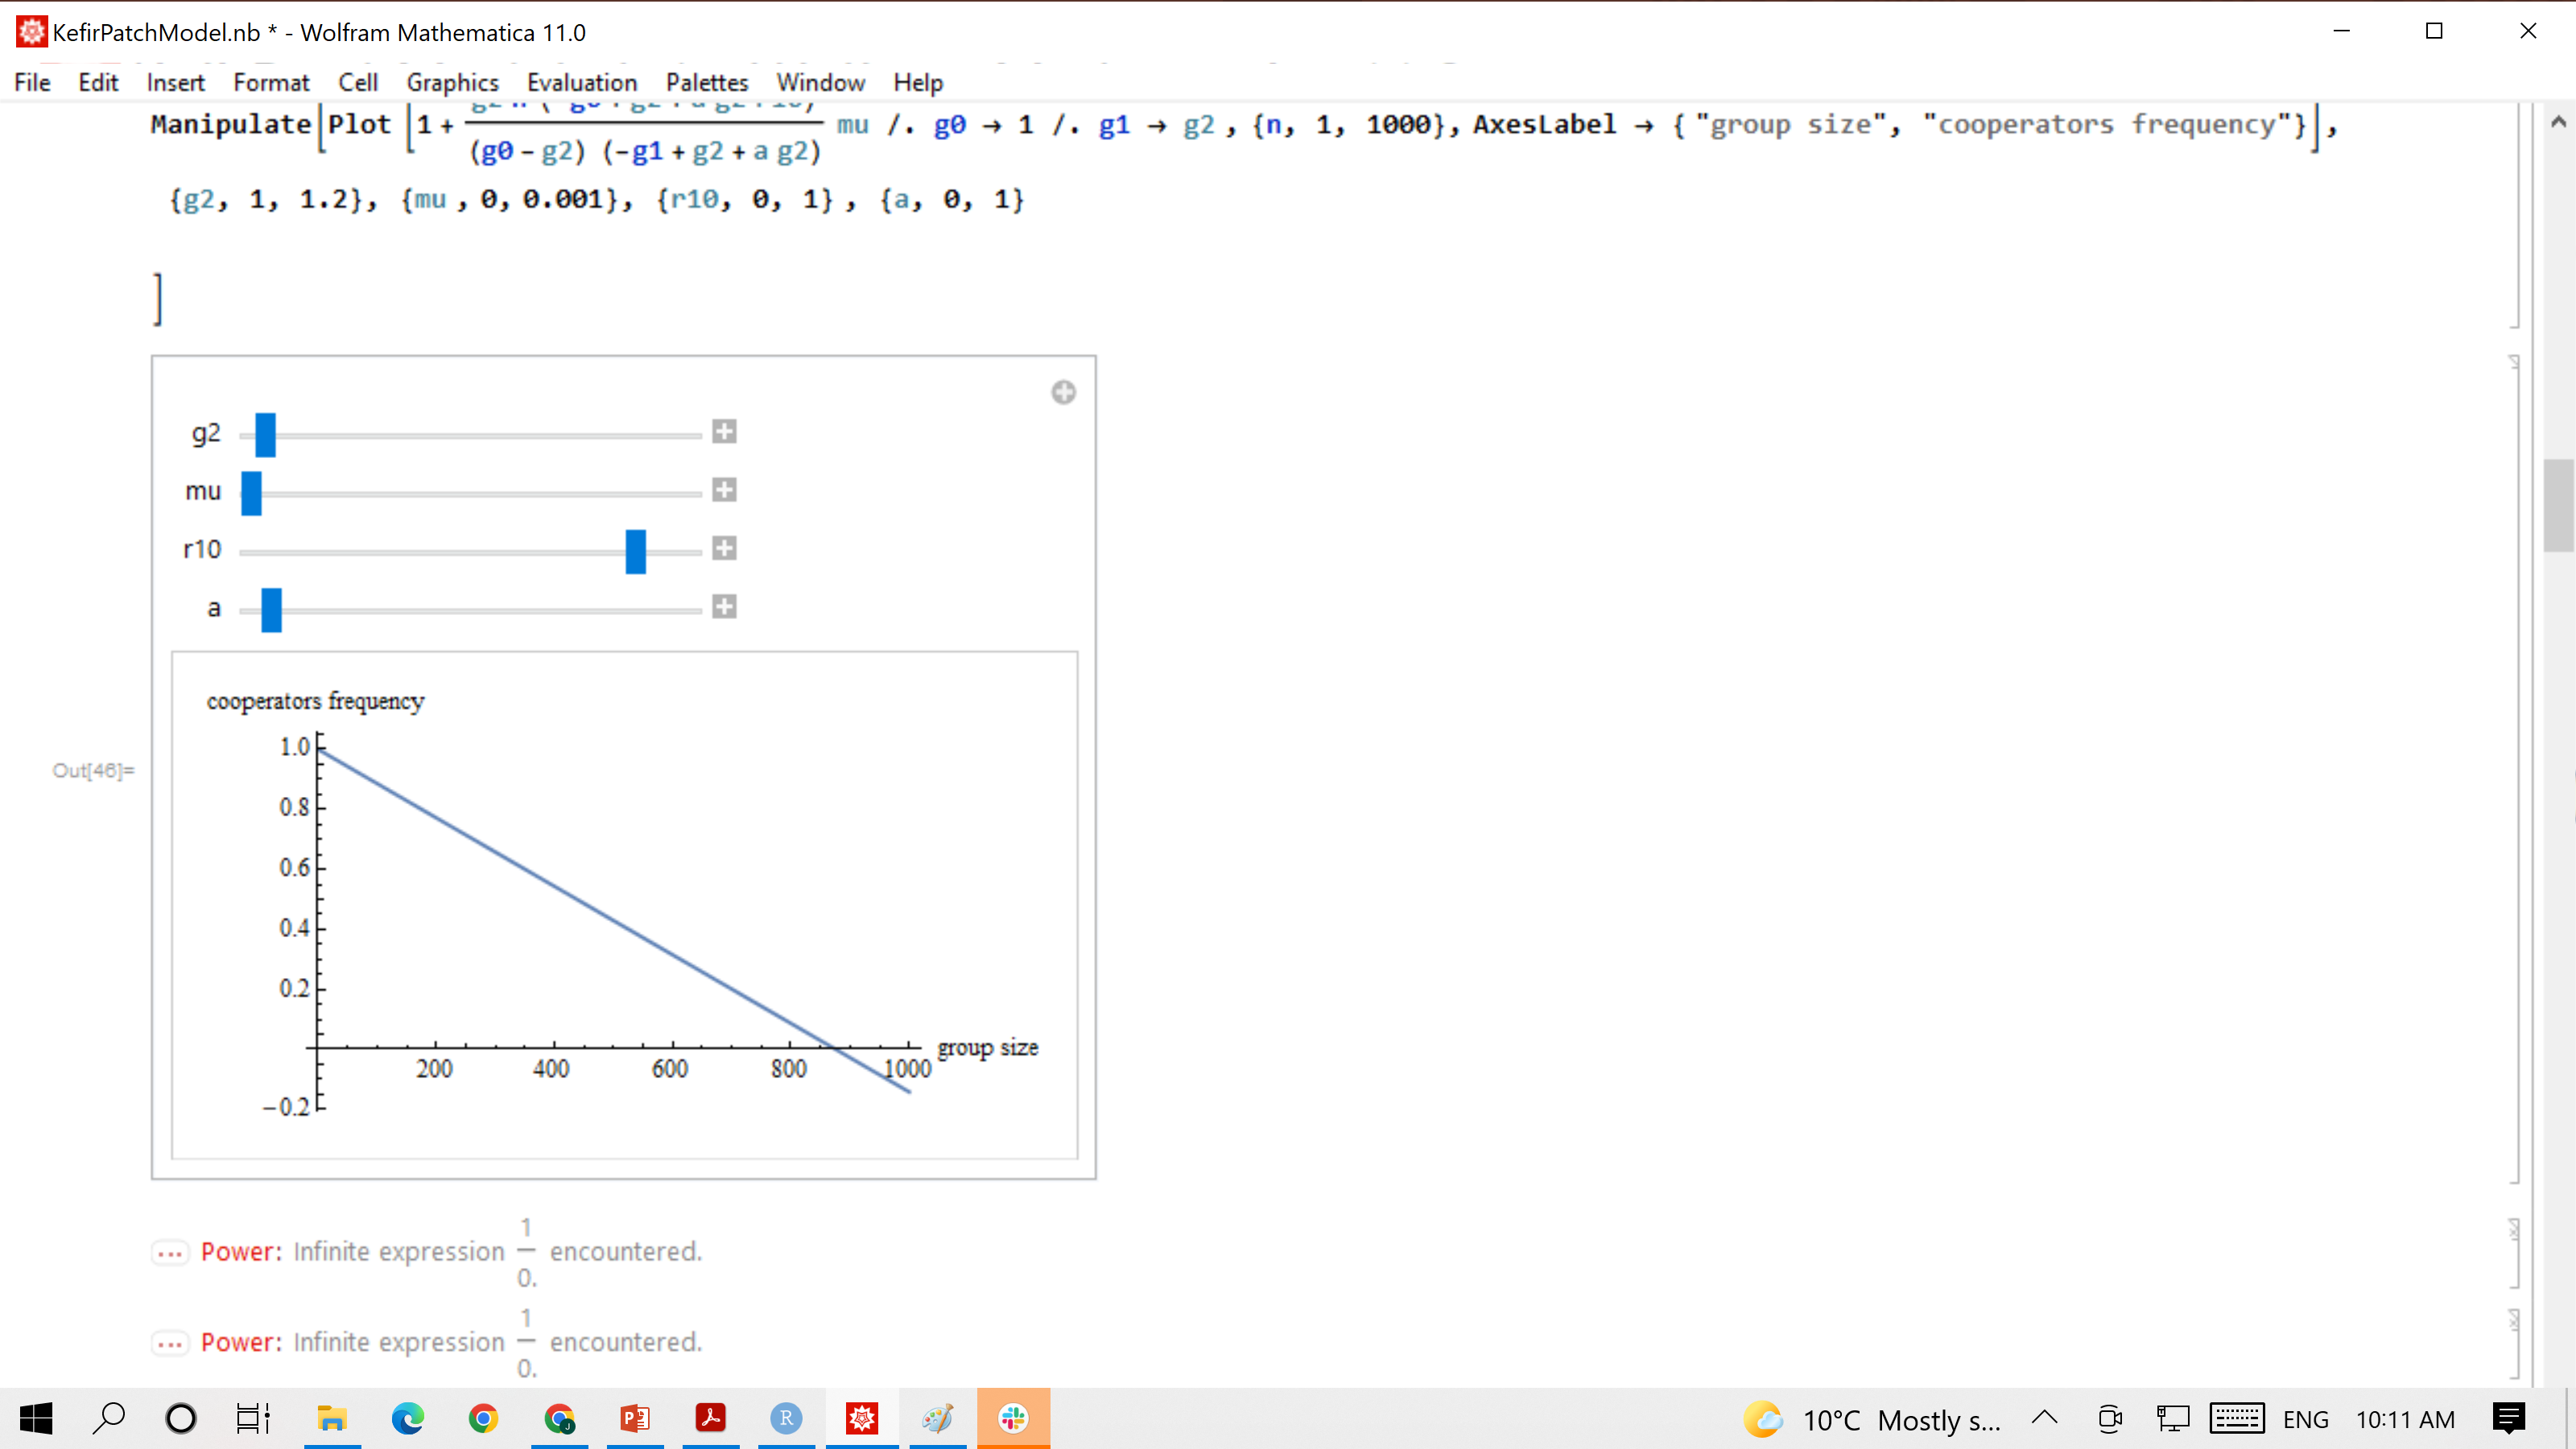 KefirPatchModel.nb * - Wolfram Mathematica 11.0
File Edit Insert Format Cell Graphics Evaluation Palettes Window Help
Manipulate[Plot[1 + mu /. g0 → 1 /. g1 → g2 , {n, 1, 1000}, AxesLabel → { "group size", "cooperators frequency"}],
(g0 - g2) (-g1 + g2 + a g2)
{g2, 1, 1.2}, {mu , 0, 0.001}, {r10, 0, 1} , {a, 0, 1}
]
g2
mu
r10
a
cooperators frequency
1.0
0.8
Out[46]=
0.6
0.4
0.2
group size
200 400 600 800 1000
-0.2
1
... Power: Infinite expression — encountered.
0.
1
... Power: Infinite expression — encountered.
0.
10°C Mostly s... ENG 10:11 AM